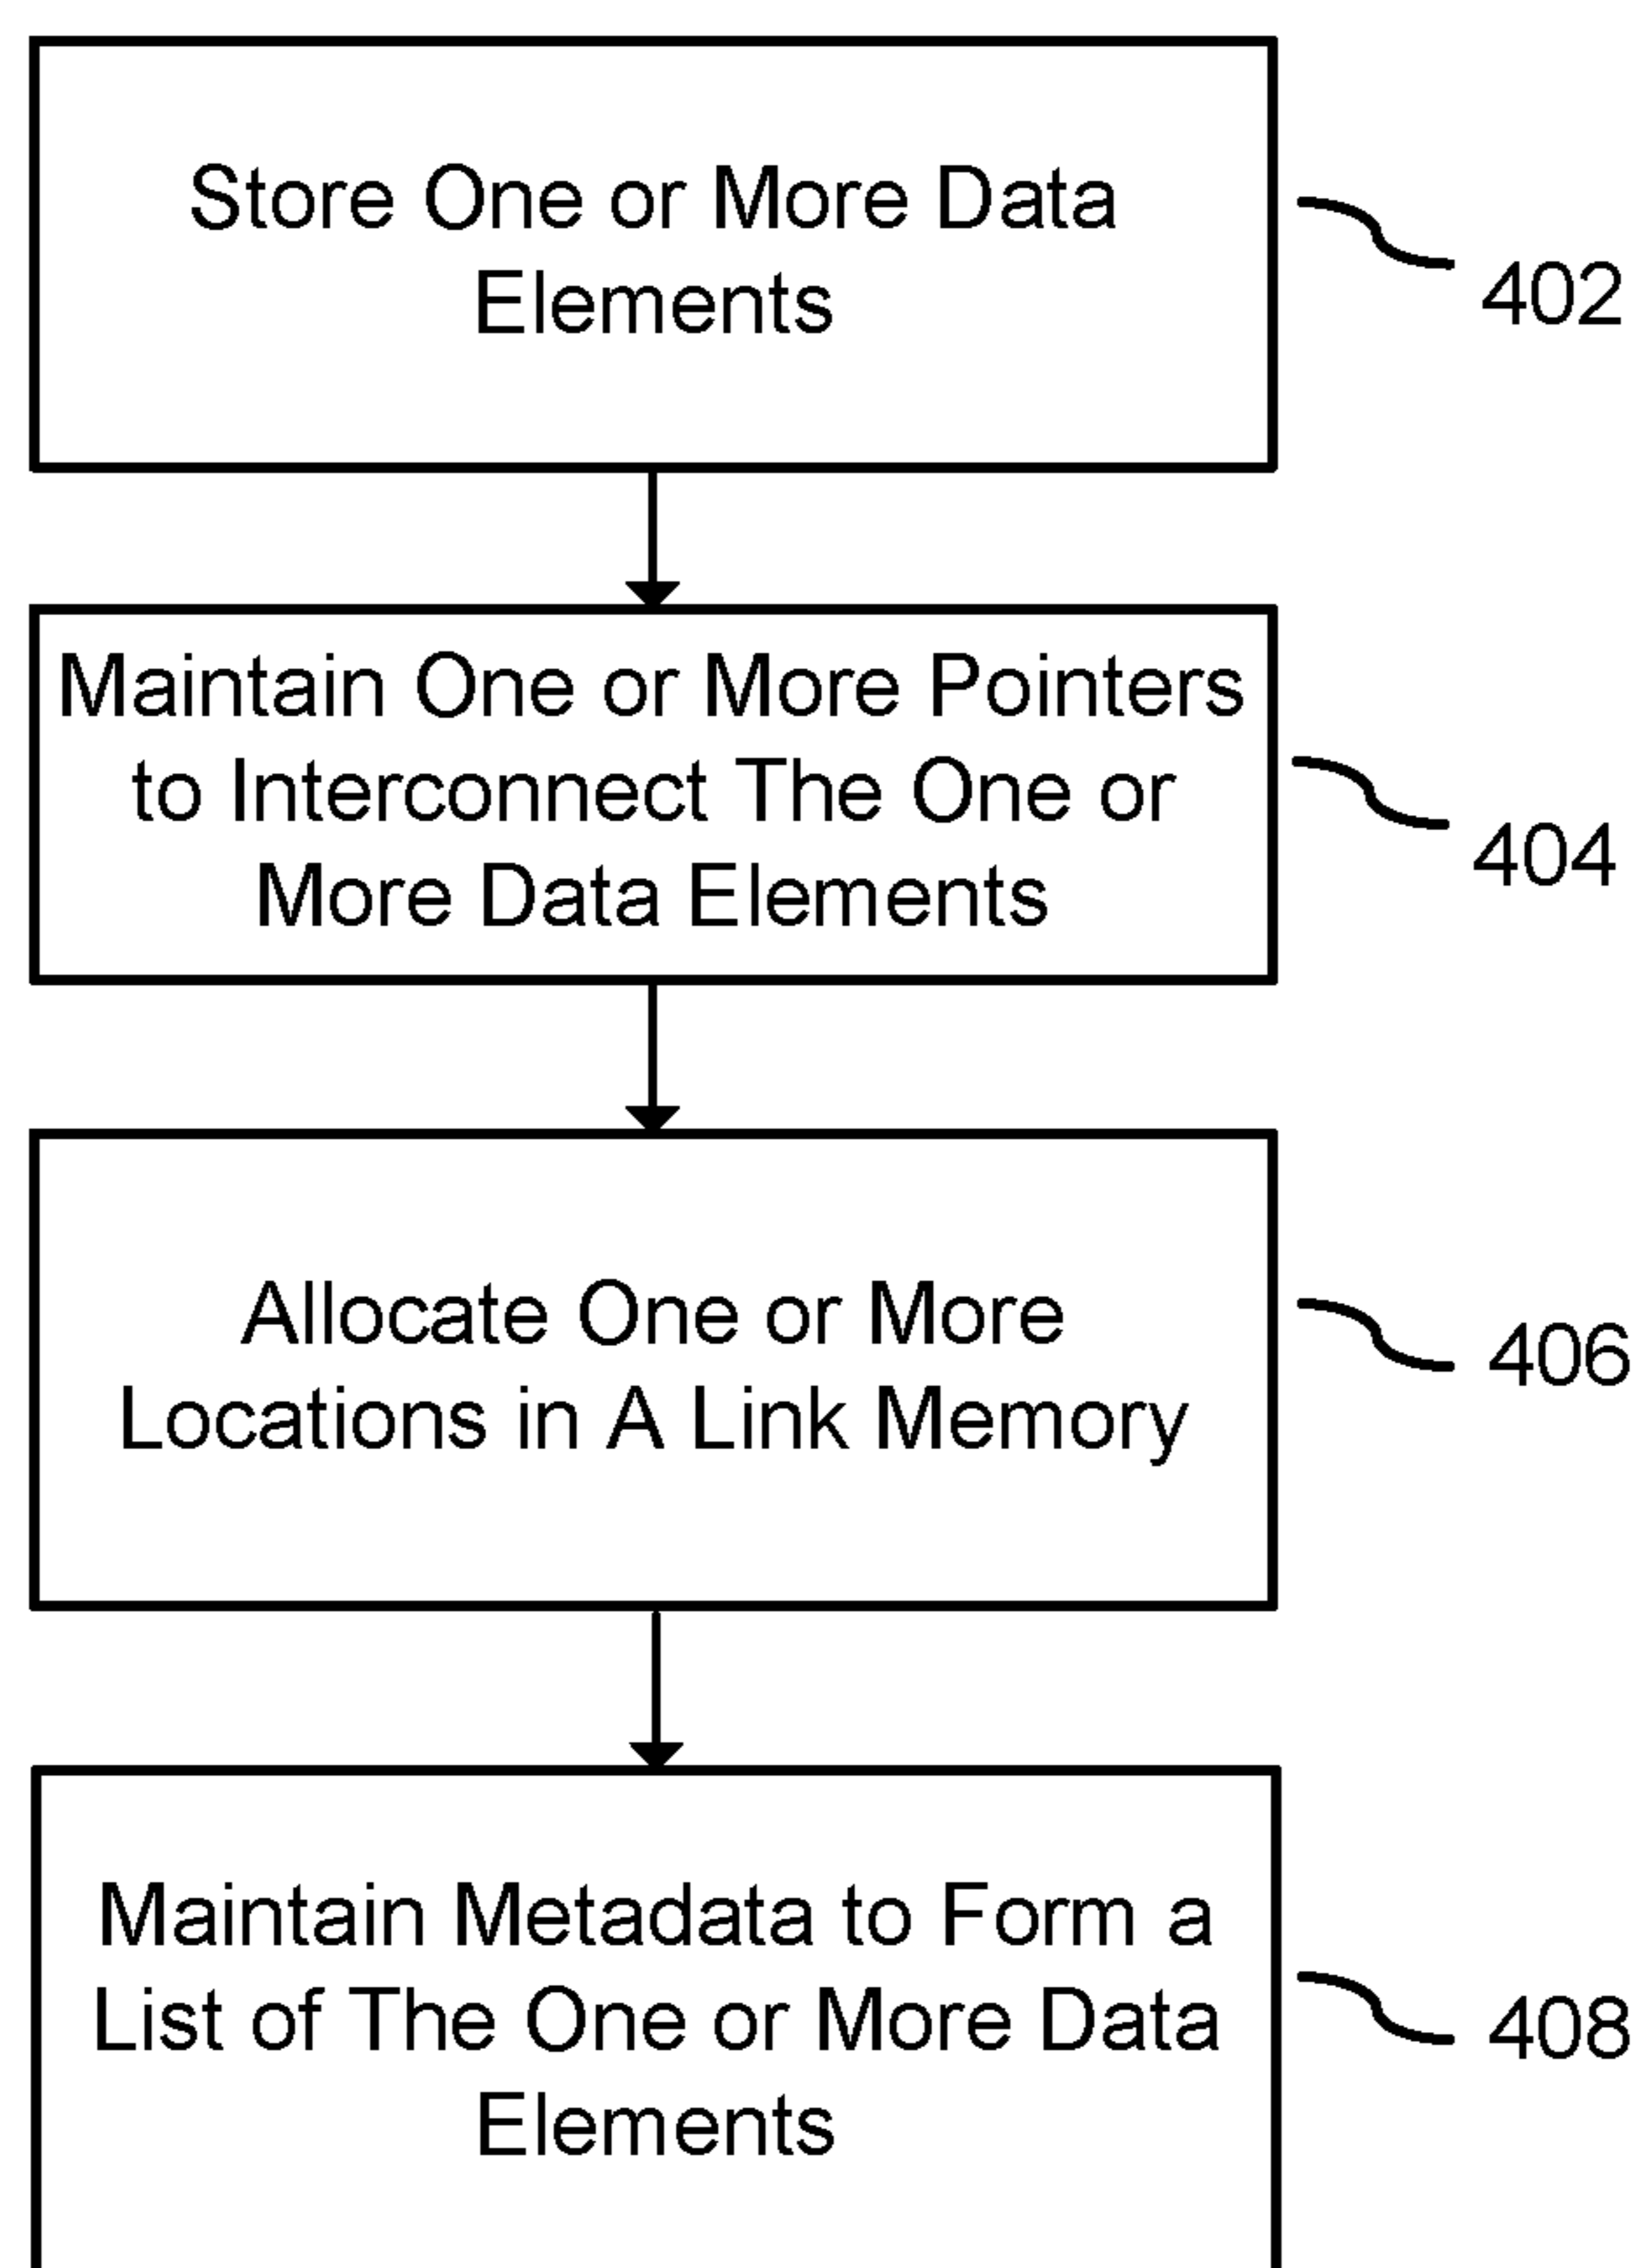 Store One or More Data
Elements
402
Maintain One or More Pointers
to Interconnect The One or
More Data Elements
404
Allocate One or More
Locations in A Link Memory
406
Maintain Metadata to Form a
List of The One or More Data
Elements
408